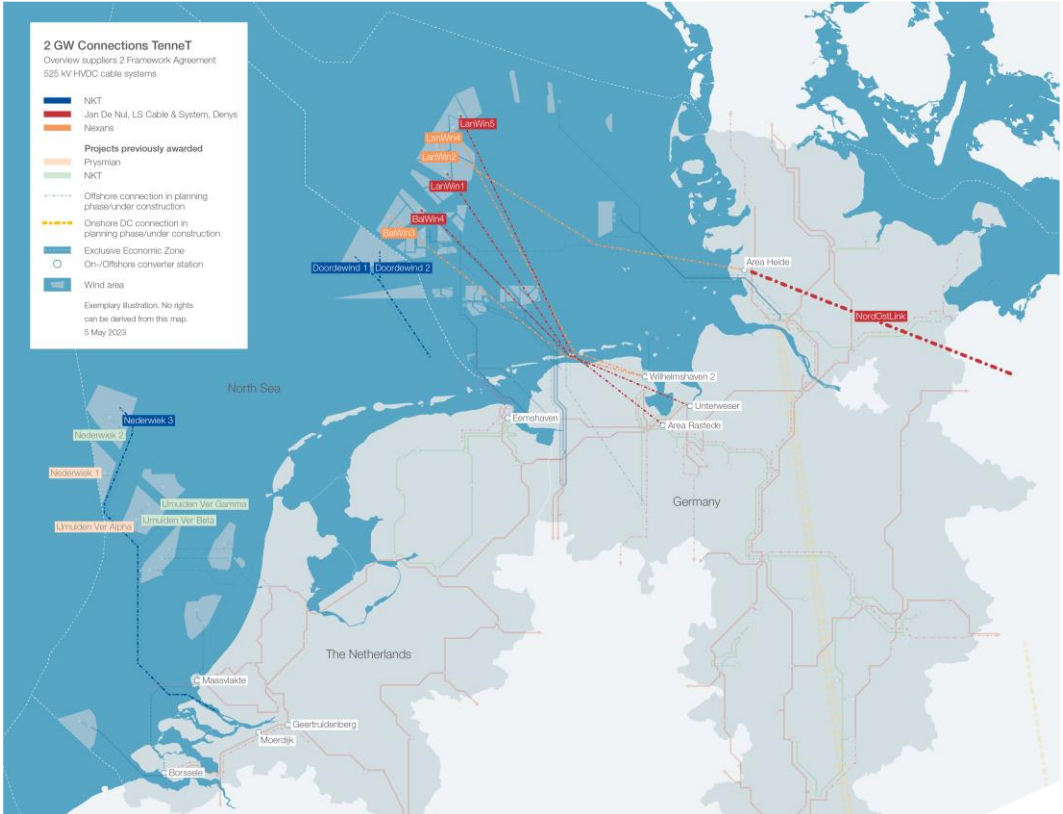 2 GW Connections TenneT
Overview suppliers 2 Framework Agreement
525 kV HVDC cable systems
NKT
Jan De Nul, LS Cable & System, Denys
Nexans
Projects previously awarded
Prysmian
NKT
Offshore connection in planning
phase/under construction
Onshore DC connection in
planning phase/under construction
Exclusive Economic Zone
On-/Offshore converter station
Wind area
Exemplary illustration. No rights
can be derived from this map.
5 May 2023
LanWin5
LanWin4
LanWin2
LanWin1
BalWin4
BalWin3
Doordewind 1
Doordewind 2
Area Heide
NordOstLink
North Sea
Wilhelmshaven 2
Unterweser
Eemshaven
Area Rastede
Nederwiek 3
Nederwiek 2
Nederwiek 1
IJmuiden Ver Gamma
IJmuiden Ver Beta
IJmuiden Ver Alpha
Germany
The Netherlands
Maasvlakte
Geertruidenberg
Moerdijk
Borssele